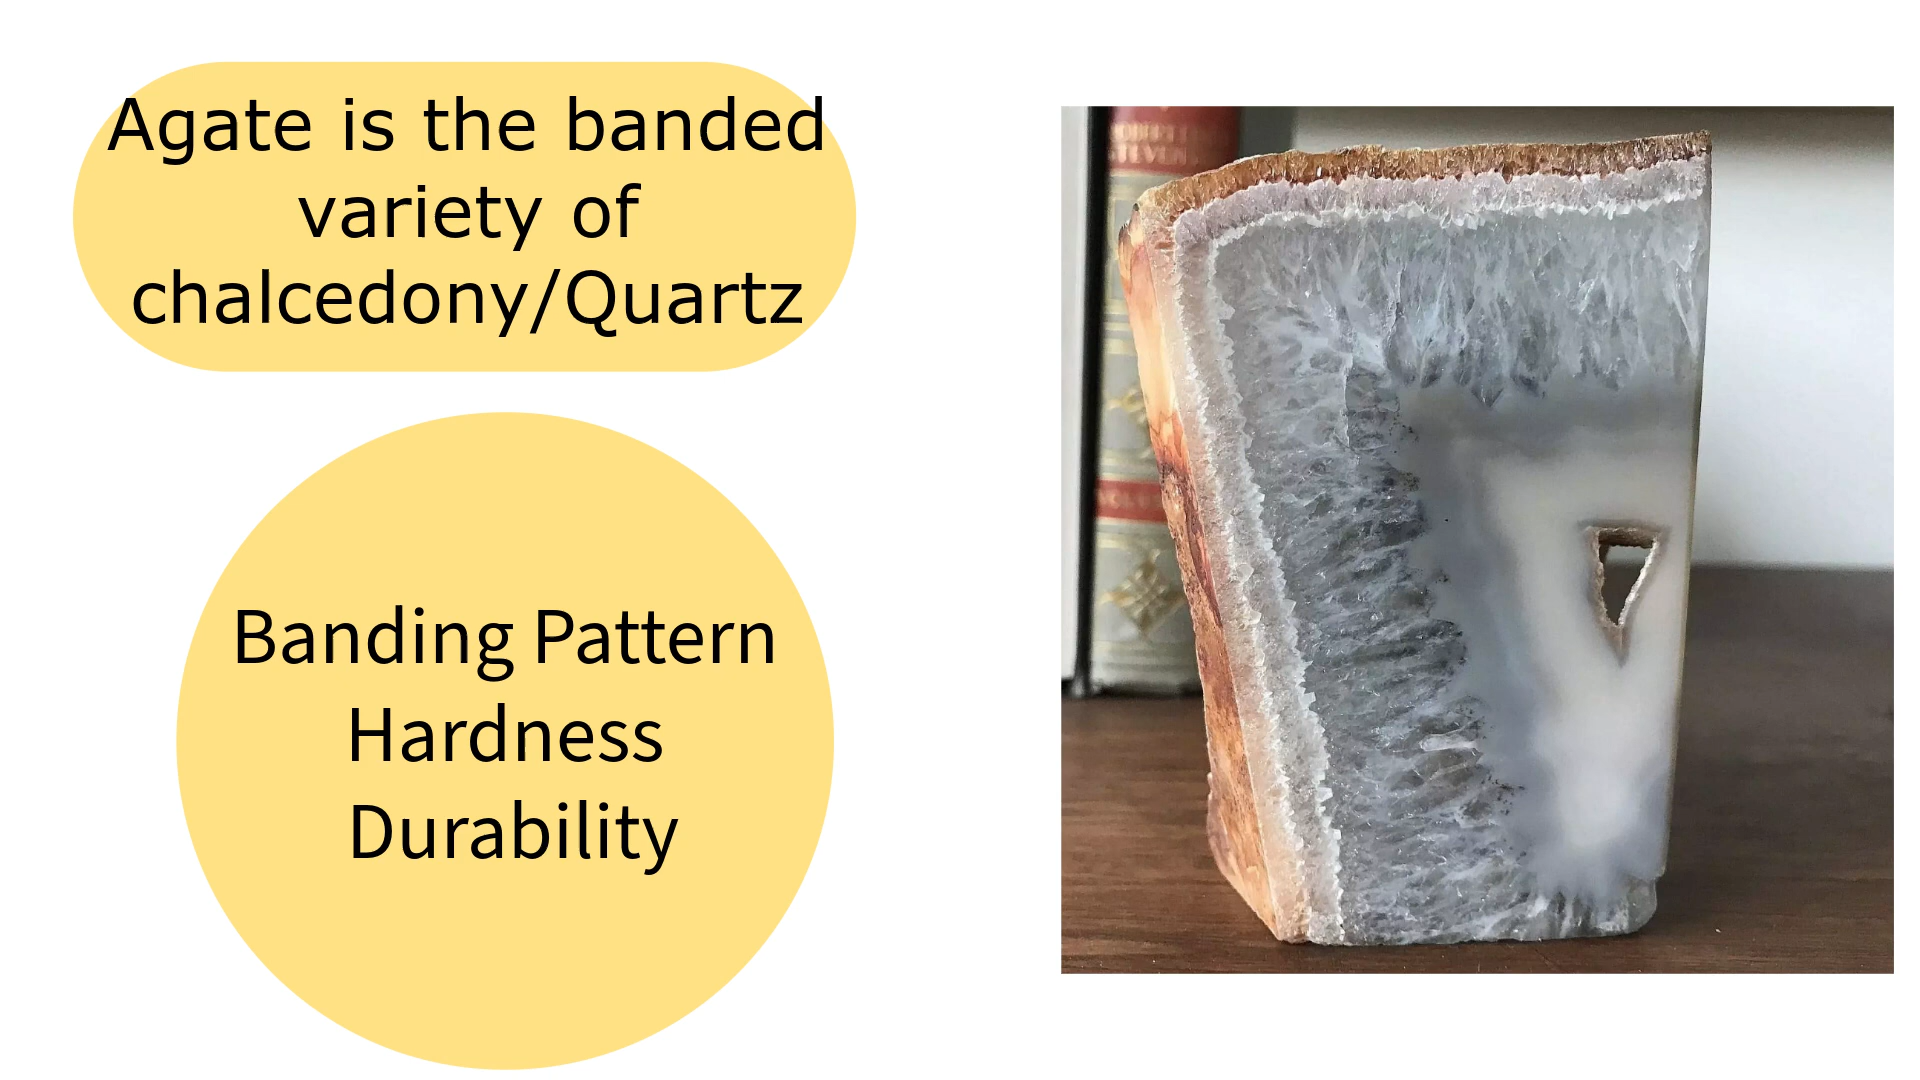 Agate is the banded
variety of
chalcedony/Quartz
Banding Pattern
Hardness
Durability